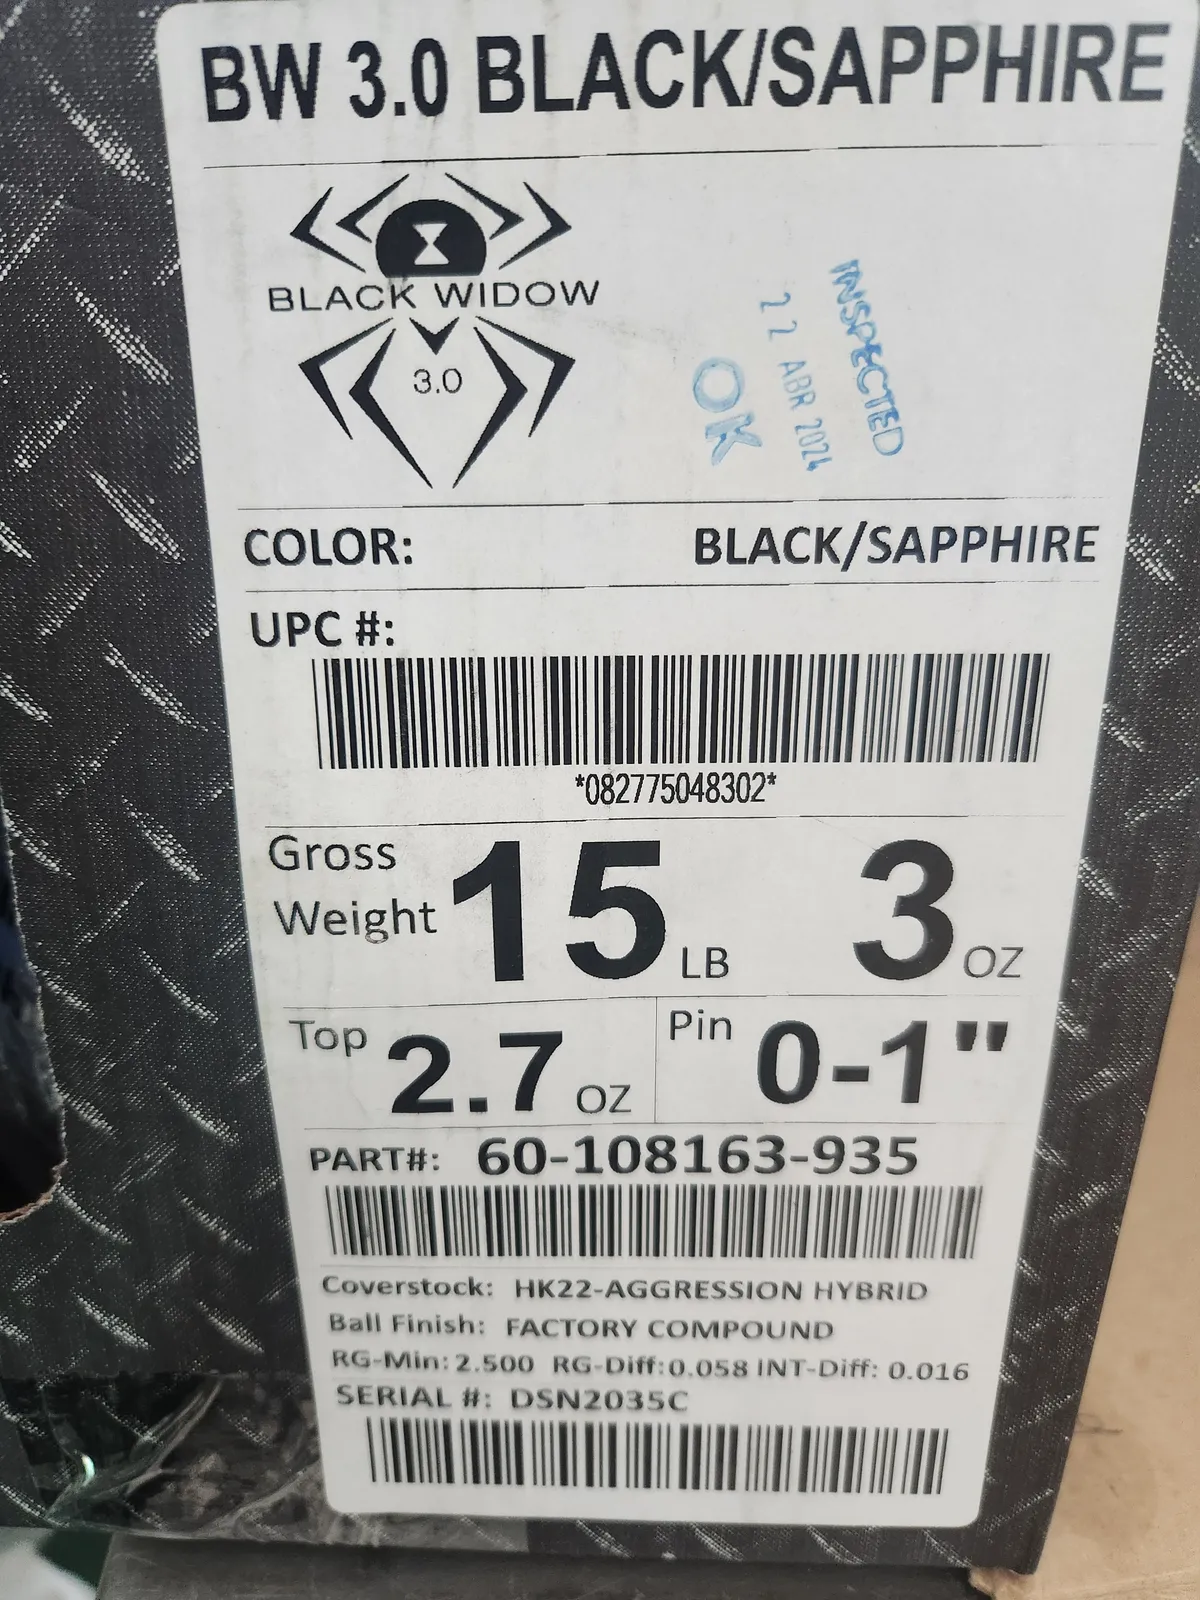 BW 3.0 BLACK/SAPPHIRE
BLACK WIDOW
3.0
INSPECTED
22 ABR 2024
OK
COLOR: BLACK/SAPPHIRE
UPC #:
*082775048302*
Gross Weight 15 LB 3 OZ
Top 2.7 OZ Pin 0-1"
PART#: 60-108163-935
Coverstock: HK22-AGGRESSION HYBRID
Ball Finish: FACTORY COMPOUND
RG-Min: 2.500 RG-Diff:0.058 INT-Diff: 0.016
SERIAL #: DSN2035C